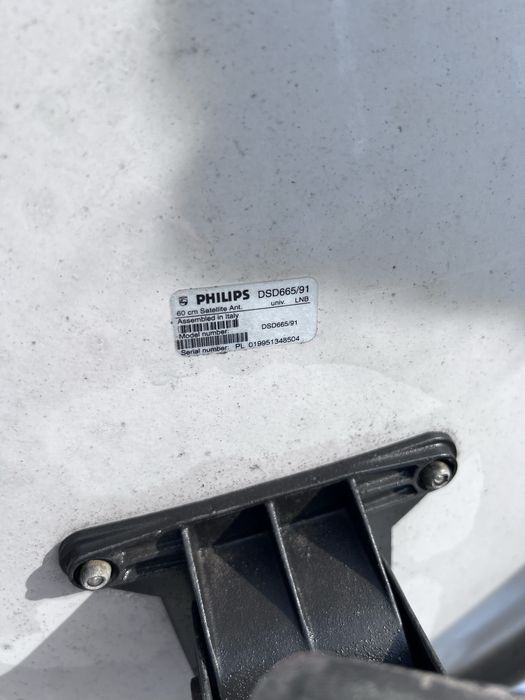 PHILIPS DSD665/91
60 cm Satellite Ant. univ. LNB
Assembled in Italy
Model number: DSD665/91
Serial number: PL 019951348504